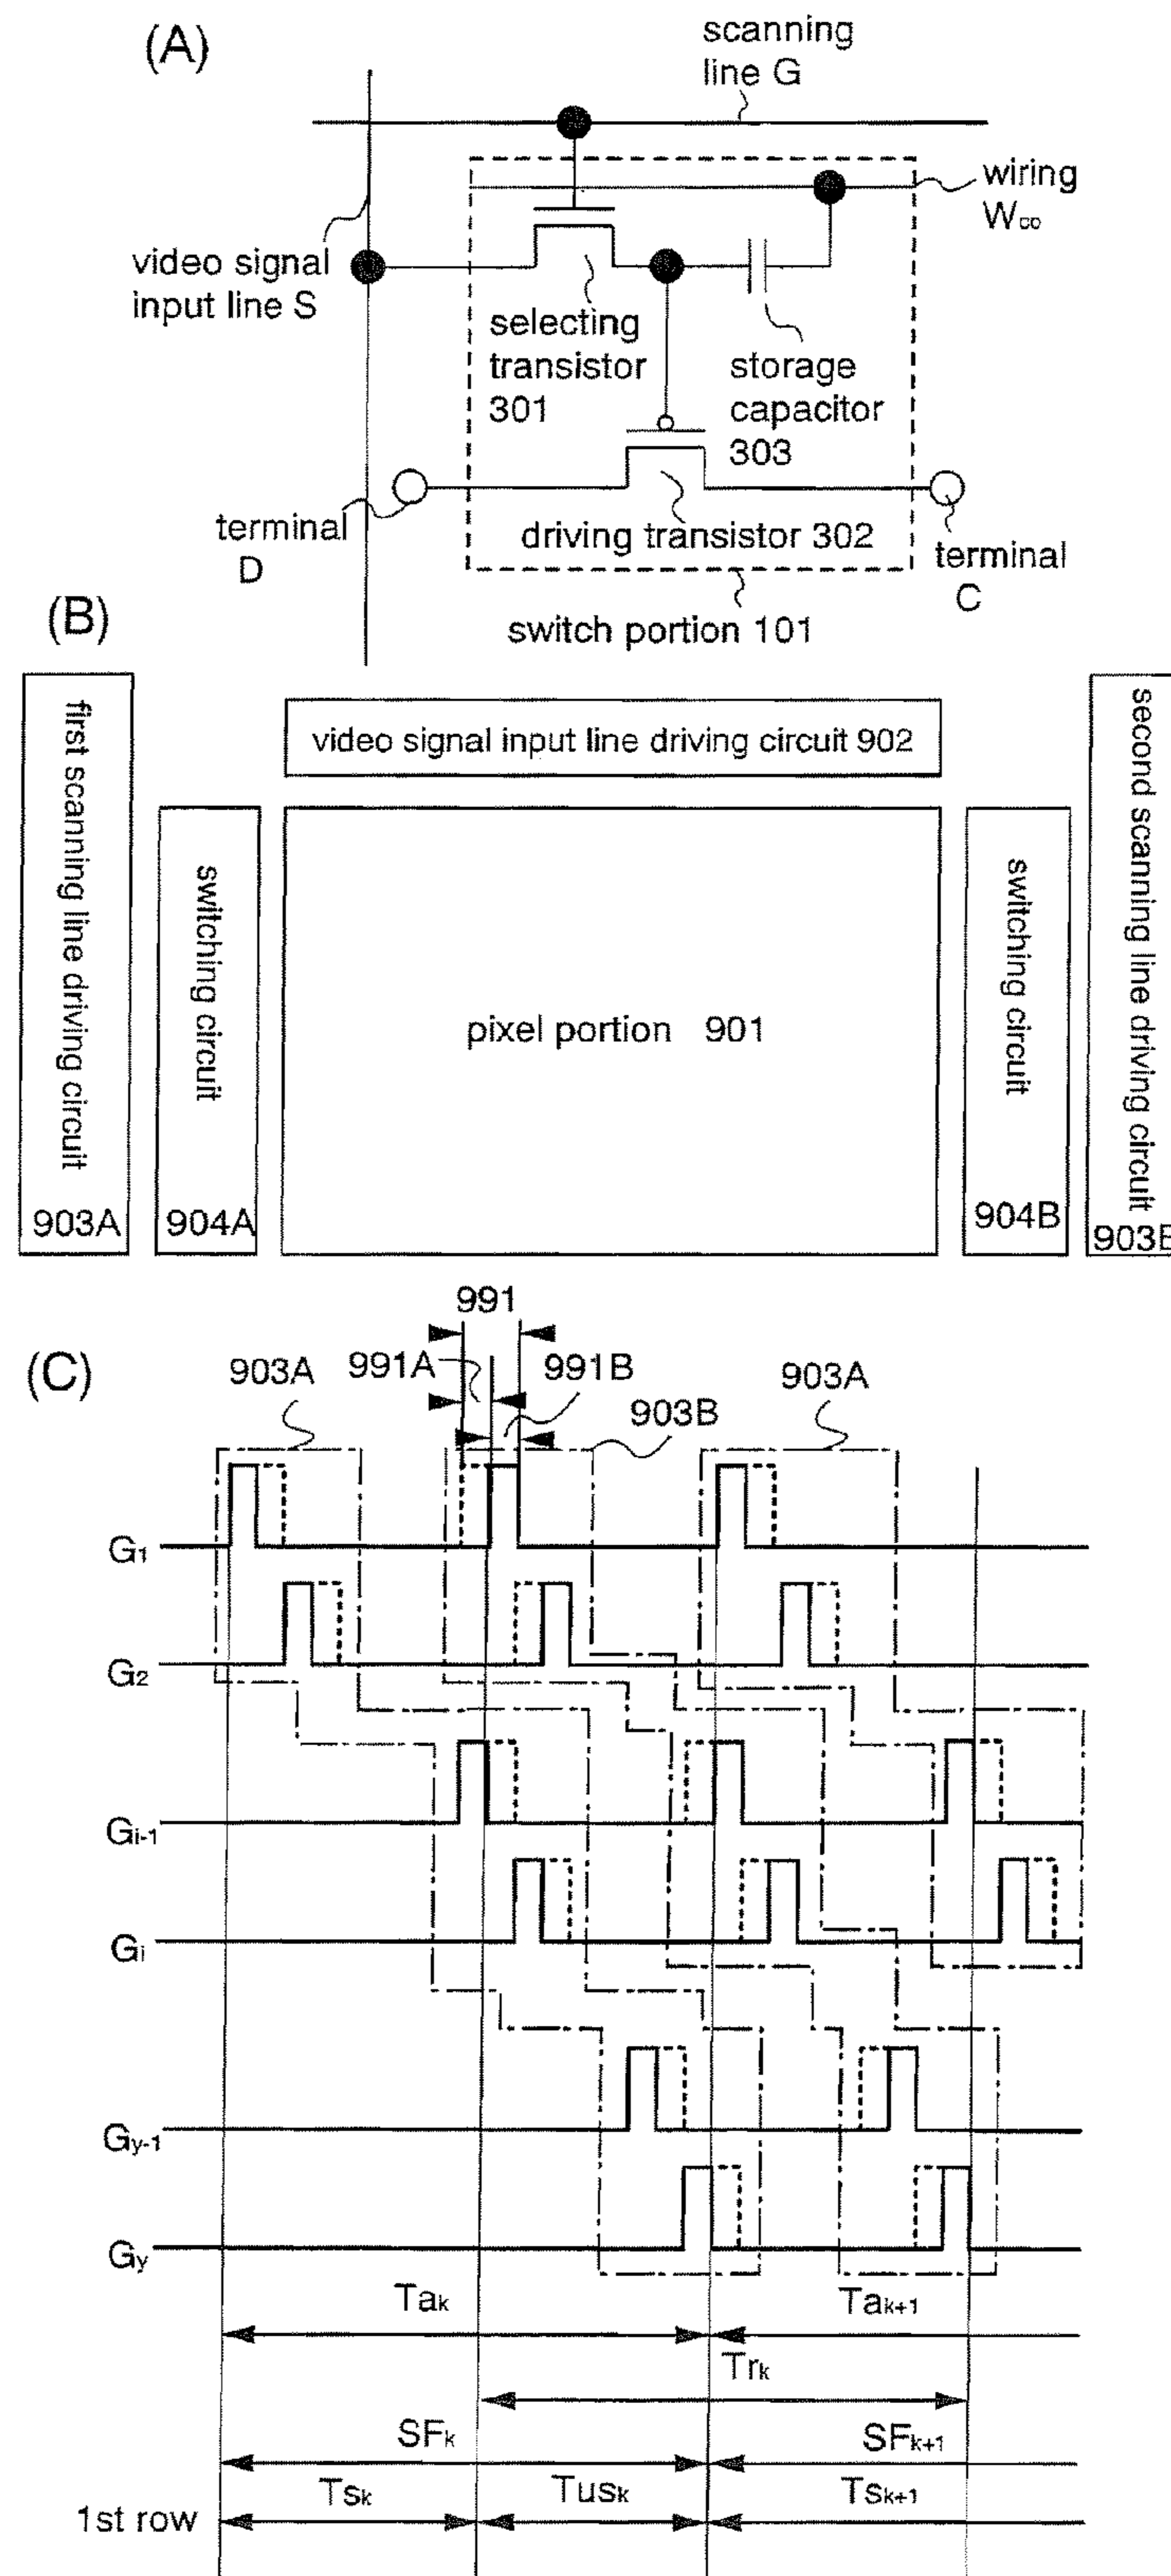 (A)
scanning
line G
wiring
W_co
video signal
input line S
selecting
transistor
301
storage
capacitor
303
terminal
D
driving transistor 302
terminal
C
switch portion 101
(B)
first scanning line driving circuit
903A
switching circuit
904A
video signal input line driving circuit 902
pixel portion 901
switching circuit
904B
second scanning line driving circuit
903B
(C)
991
903A
991A
991B
903B
903A
G1
G2
Gi-1
Gi
Gy-1
Gy
Tak
Tak+1
Trk
SFk
SFk+1
Tsk
Tusk
Tsk+1
1st row